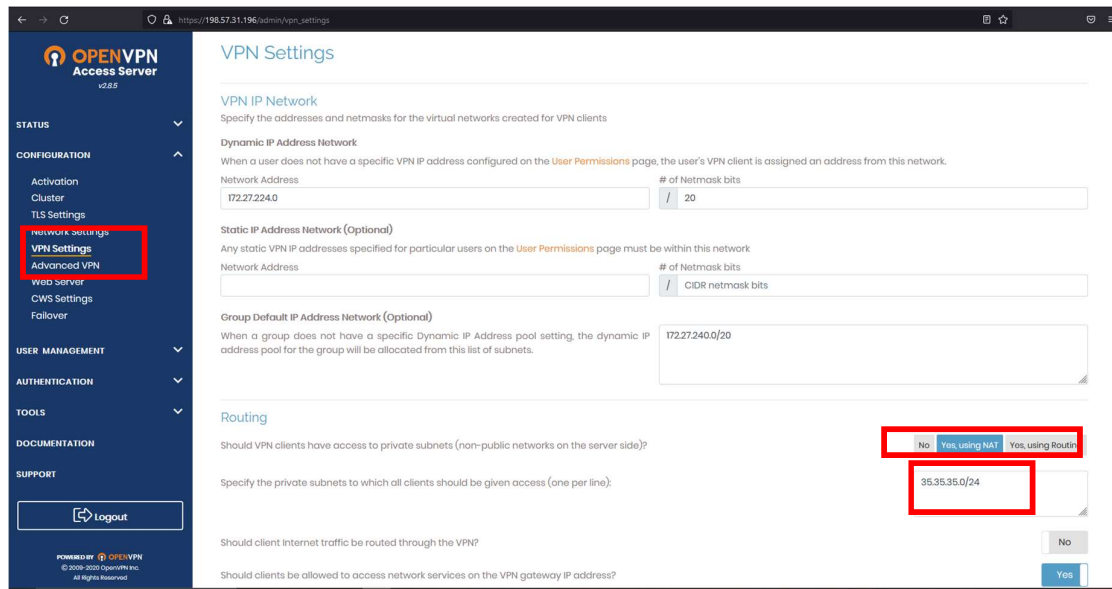 https://198.57.31.196/admin/vpn_settings
OPENVPN
Access Server
v2.8.5
STATUS
CONFIGURATION
Activation
Cluster
TLS Settings
Network Settings
VPN Settings
Advanced VPN
Web Server
CWS Settings
Failover
USER MANAGEMENT
AUTHENTICATION
TOOLS
DOCUMENTATION
SUPPORT
Logout
POWERED BY OPENVPN
© 2009-2020 OpenVPN Inc.
All Rights Reserved
VPN Settings
VPN IP Network
Specify the addresses and netmasks for the virtual networks created for VPN clients
Dynamic IP Address Network
When a user does not have a specific VPN IP address configured on the User Permissions page, the user's VPN client is assigned an address from this network.
Network Address
# of Netmask bits
172.27.224.0
/ 20
Static IP Address Network (Optional)
Any static VPN IP addresses specified for particular users on the User Permissions page must be within this network
Network Address
# of Netmask bits
/ CIDR netmask bits
Group Default IP Address Network (Optional)
When a group does not have a specific Dynamic IP Address pool setting, the dynamic IP
address pool for the group will be allocated from this list of subnets.
172.27.240.0/20
Routing
Should VPN clients have access to private subnets (non-public networks on the server side)?
No Yes, using NAT Yes, using Routin
Specify the private subnets to which all clients should be given access (one per line):
35.35.35.0/24
Should client Internet traffic be routed through the VPN?
No
Should clients be allowed to access network services on the VPN gateway IP address?
Yes